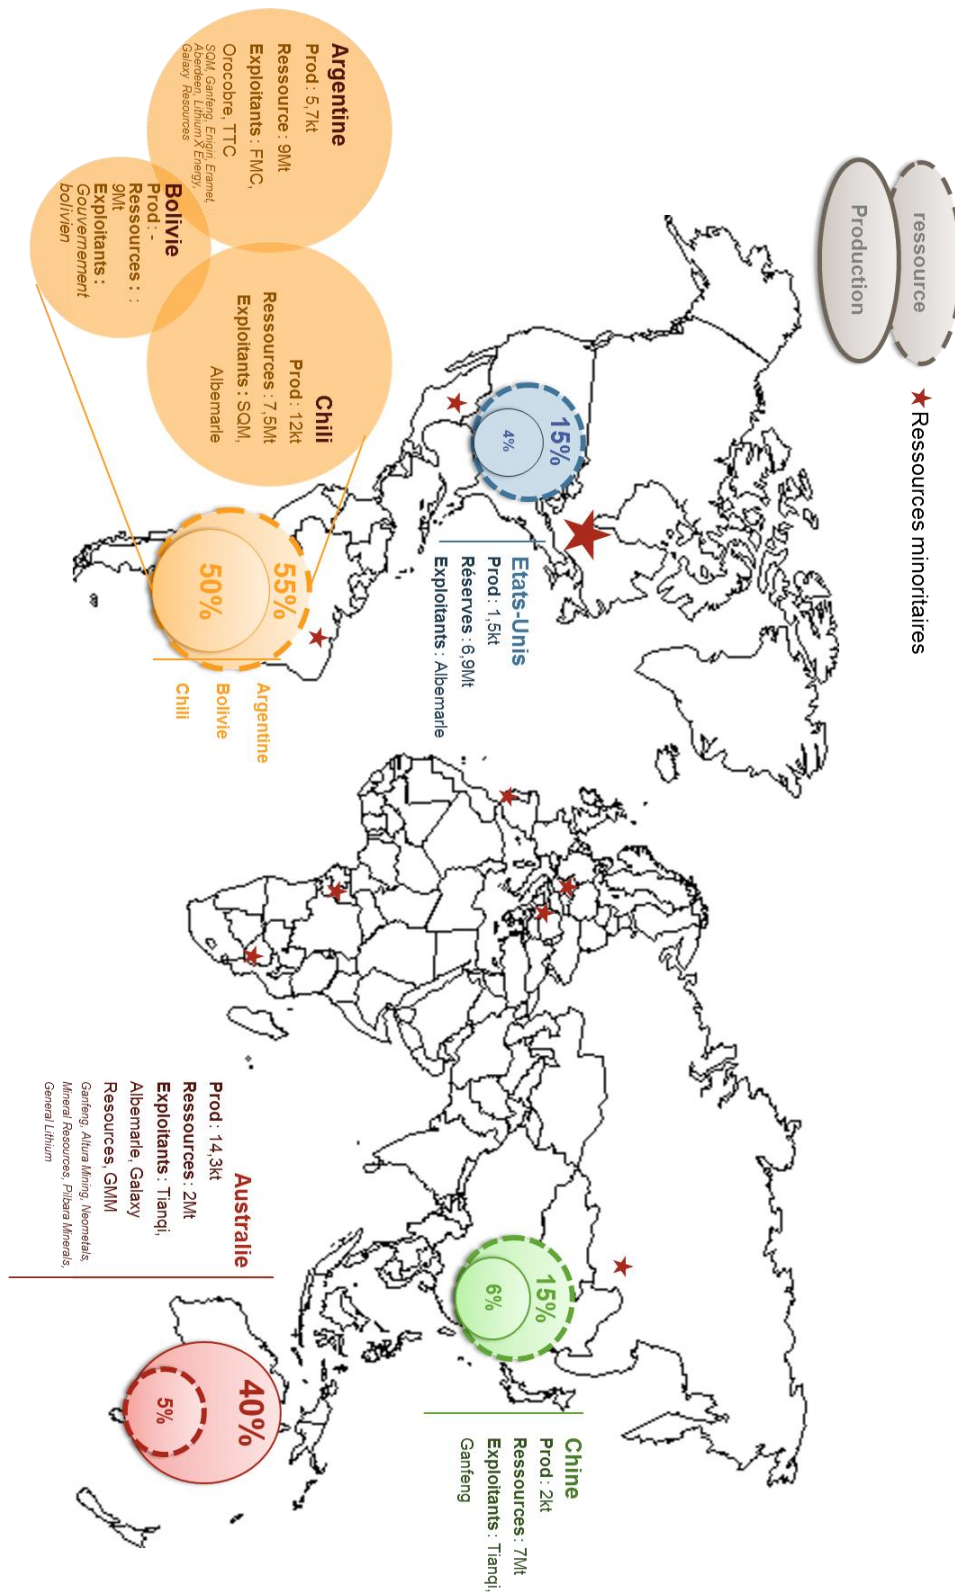 ressource
Production
Ressources minoritaires
Argentine
Prod : 5,7kt
Ressource : 9Mt
Exploitants : FMC,
Orocobre, TTC
SQM, Ganfeng, Enigin, Eramet,
Aberdeen, Lithium X Energy,
Galaxy Resources
Bolivie
Prod : -
Ressources : :
9Mt
Exploitants :
Gouvernement
bolivien
Chili
Prod : 12kt
Ressources : 7,5Mt
Exploitants : SQM,
Albemarle
15%
4%
Etats-Unis
Prod : 1,5kt
Réserves : 6,9Mt
Exploitants : Albemarle
55%
50%
Argentine
Bolivie
Chili
Australie
Prod : 14,3kt
Ressources : 2Mt
Exploitants : Tianqi,
Albemarle, Galaxy
Resources, GMM
Ganfeng, Altura Mining, Neometals,
Mineral Resources, Pilbara Minerals,
General Lithium
40%
5%
15%
6%
Chine
Prod : 2kt
Ressources : 7Mt
Exploitants : Tianqi,
Ganfeng